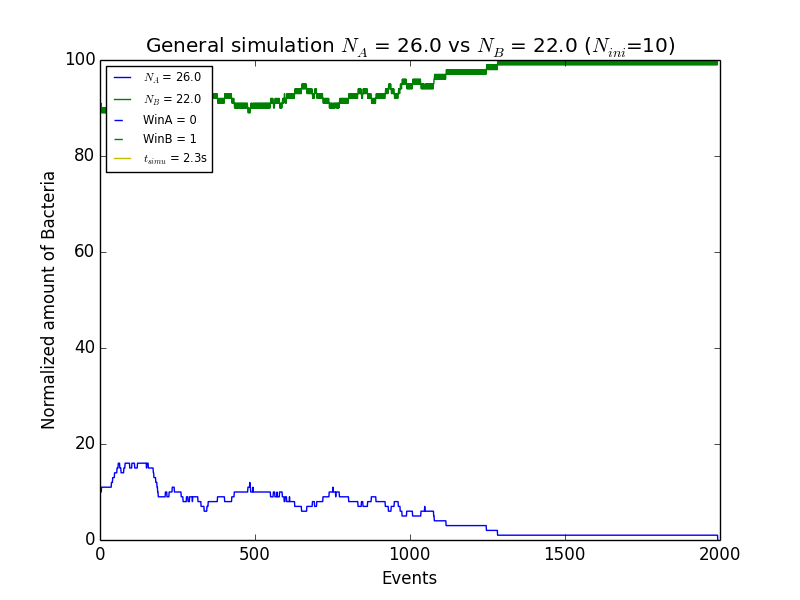 General simulation N_A = 26.0 vs N_B = 22.0 (N_ini=10)
N_A = 26.0
N_B = 22.0
WinA = 0
WinB = 1
t_simu = 2.3s
Normalized amount of Bacteria
100
80
60
40
20
0
0 500 1000 1500 2000
Events